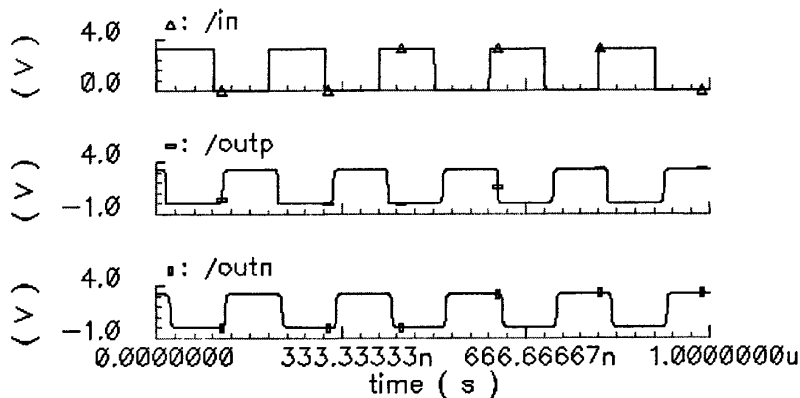 4.0
: /in
(V)
0.0
4.0
: /outp
(V)
-1.0
4.0
: /outn
(V)
-1.0
0.0000000 333.33333n 666.66667n 1.0000000u
time ( s )